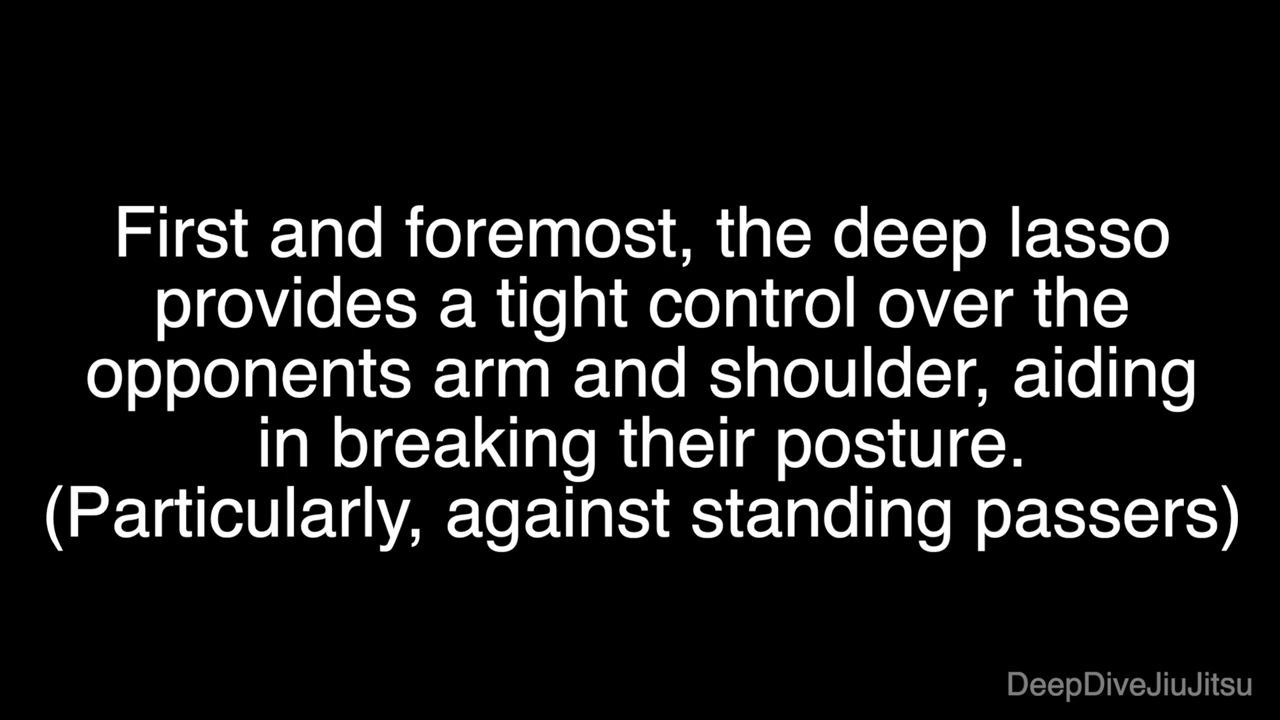 First and foremost, the deep lasso
provides a tight control over the
opponents arm and shoulder, aiding
in breaking their posture.
(Particularly, against standing passers)
DeepDiveJiuJitsu